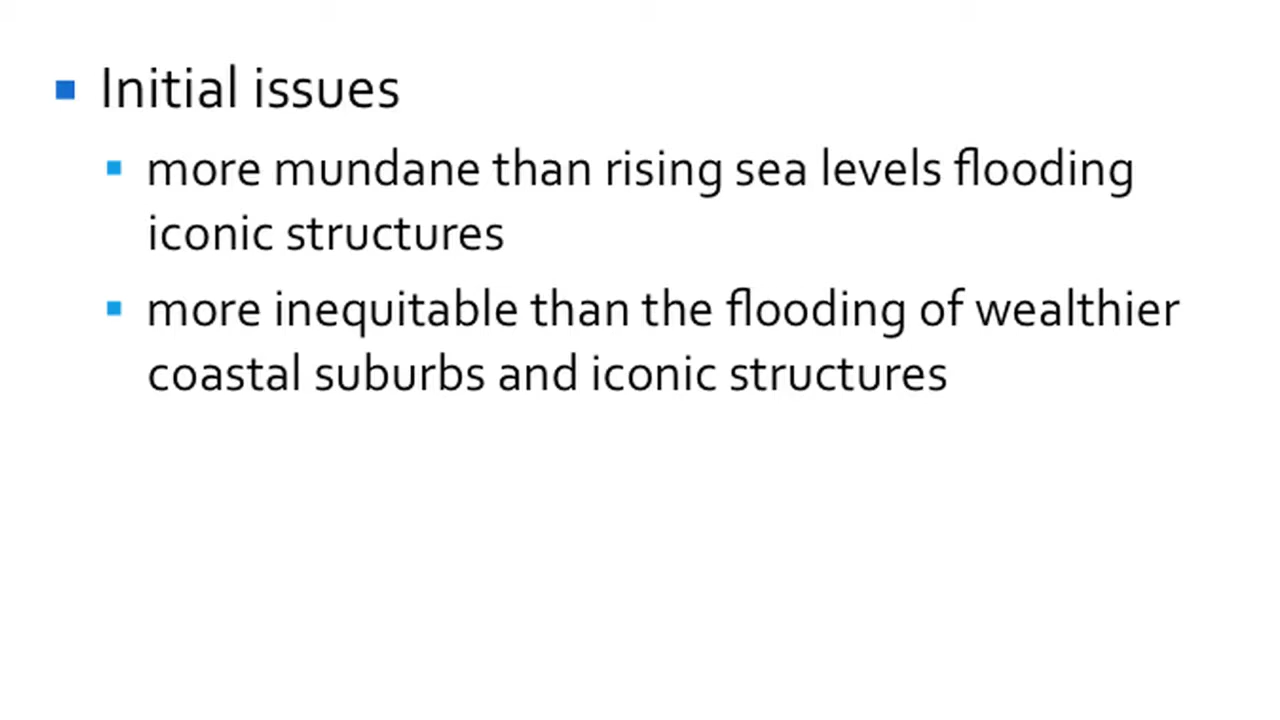 Initial issues
more mundane than rising sea levels flooding
iconic structures
more inequitable than the flooding of wealthier
coastal suburbs and iconic structures